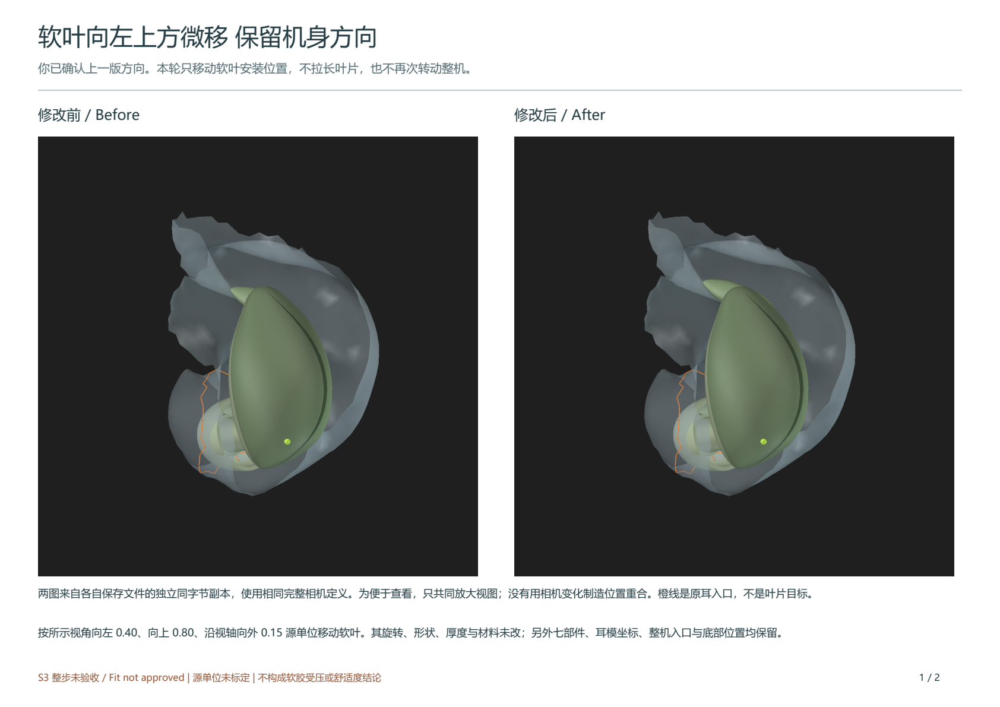 软叶向左上方微移 保留机身方向
你已确认上一版方向。本轮只移动软叶安装位置，不拉长叶片，也不再次转动整机。
修改前 / Before
修改后 / After
两图来自各自保存文件的独立同字节副本，使用相同完整相机定义。为便于查看，只共同放大视图；没有用相机变化制造位置重合。橙线是原耳入口，不是叶片目标。
按所示视角向左 0.40、向上 0.80、沿视轴向外 0.15 源单位移动软叶。其旋转、形状、厚度与材料未改；另外七部件、耳模坐标、整机入口与底部位置均保留。
S3 整步未验收 / Fit not approved | 源单位未标定 | 不构成软胶受压或舒适度结论
1 / 2